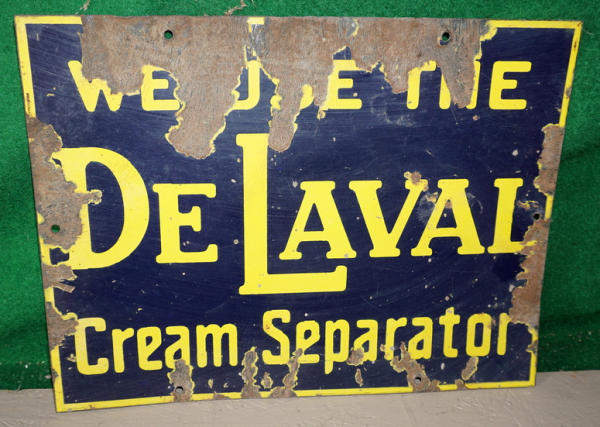 WE USE THE
DE LAVAL
Cream Separator